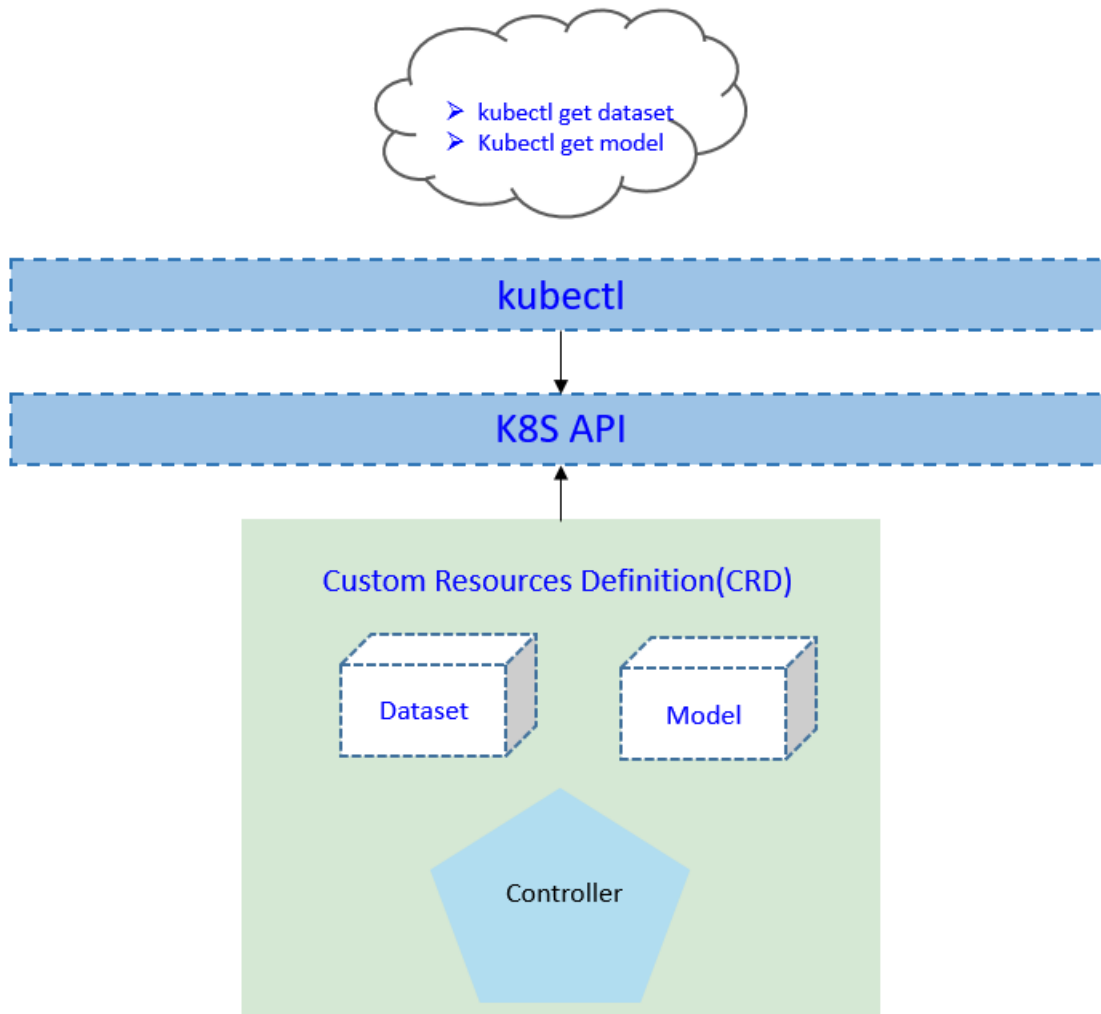 ➢ kubectl get dataset
➢ Kubectl get model
kubectl
K8S API
Custom Resources Definition(CRD)
Dataset
Model
Controller